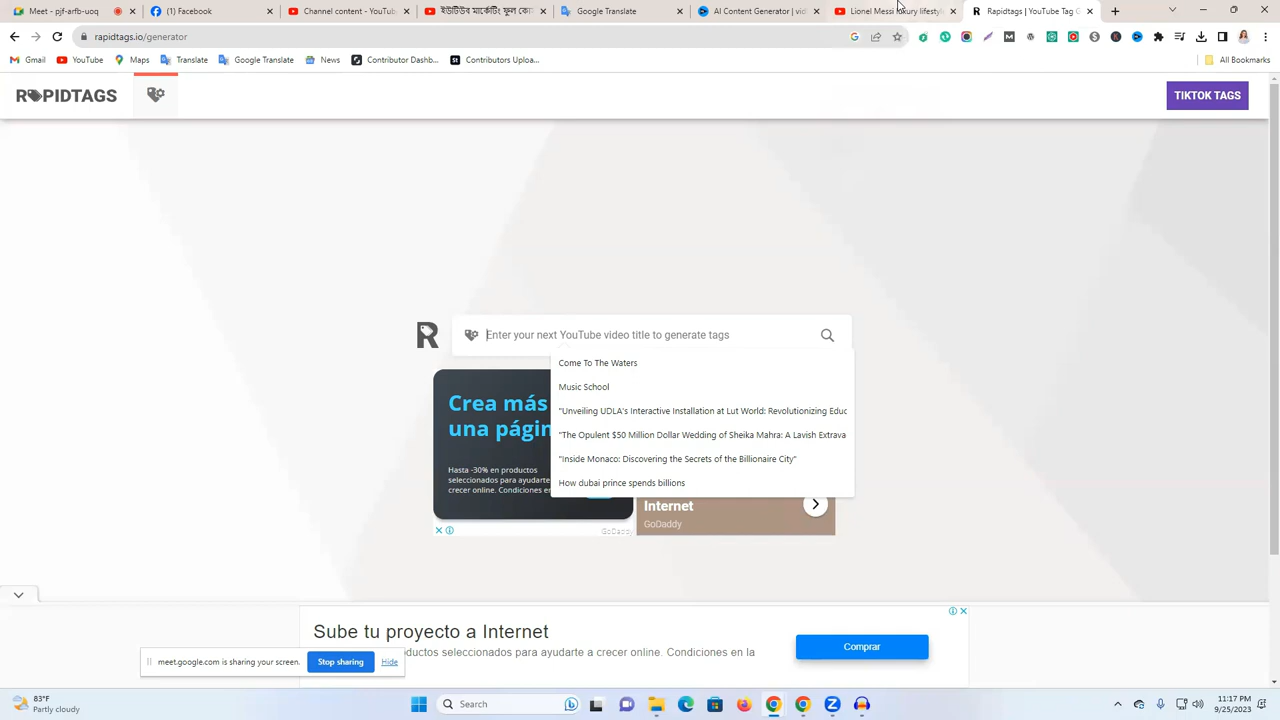 Meet - pjf-arfb-uoq
(1) Facebook
Channel content - YouTube
ইউটিউব মার্কেটিং ফুল কো
Google Translate
AI Content Generator | vid
Lionel Messi luxury lifestyle
Rapidtags | YouTube Tag G
rapidtags.io/generator
Gmail
YouTube
Maps
Translate
Google Translate
News
Contributor Dashb...
Contributors Uploa...
All Bookmarks
RAPIDTAGS
TIKTOK TAGS
Enter your next YouTube video title to generate tags
Come To The Waters
Music School
"Unveiling UDLA's Interactive Installation at Lut World: Revolutionizing Educ
"The Opulent $50 Million Dollar Wedding of Sheika Mahra: A Lavish Extrava
"Inside Monaco: Discovering the Secrets of the Billionaire City"
How dubai prince spends billions
Crea más
una págin
Hasta -30% en productos
seleccionados para ayudarte
crecer online. Condiciones en
GoDaddy
Internet
GoDaddy
Sube tu proyecto a Internet
oductos seleccionados para ayudarte a crecer online. Condiciones en la
Comprar
meet.google.com is sharing your screen.
Stop sharing
Hide
83°F
Partly cloudy
Search
11:17 PM
9/25/2023